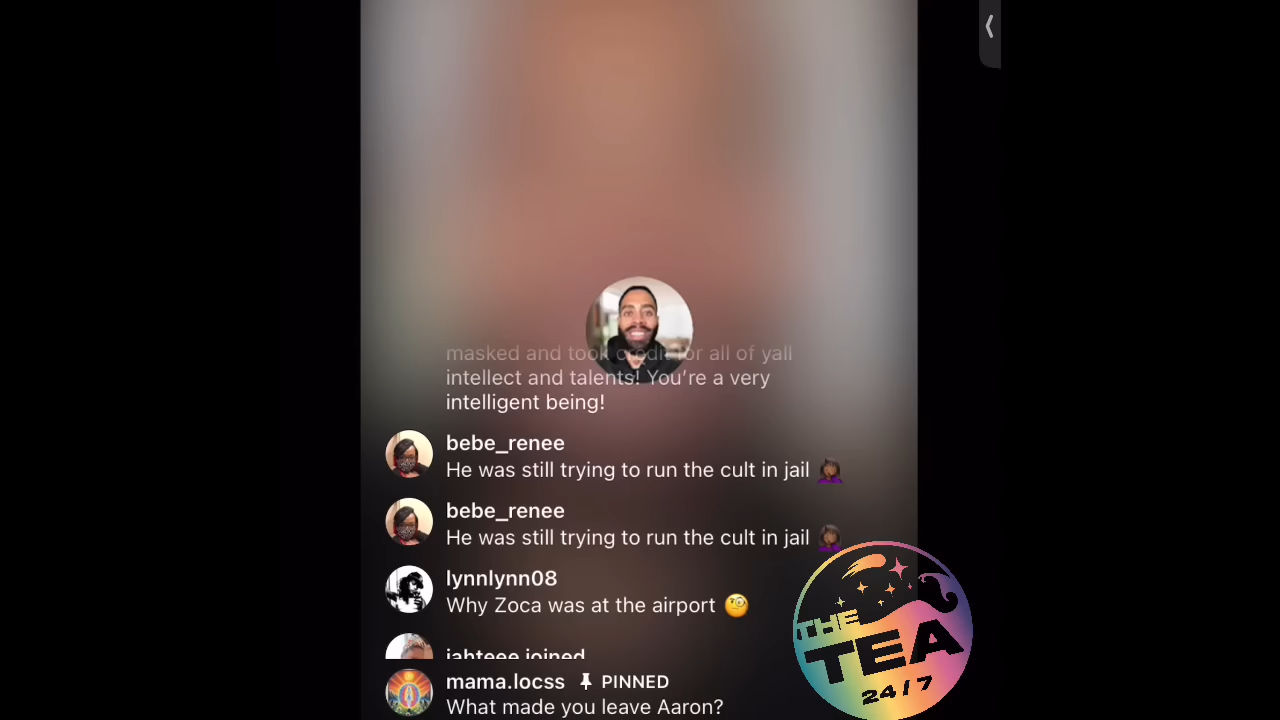 masked and took credit for all of yall
intellect and talents! You're a very
intelligent being!
bebe_renee
He was still trying to run the cult in jail 🤦🏾‍♀️
bebe_renee
He was still trying to run the cult in jail 🤦🏾‍♀️
lynnlynn08
Why Zoca was at the airport 🧐
jahteee joined
mama.locss 📌 PINNED
What made you leave Aaron?
THE
TEA
24/7